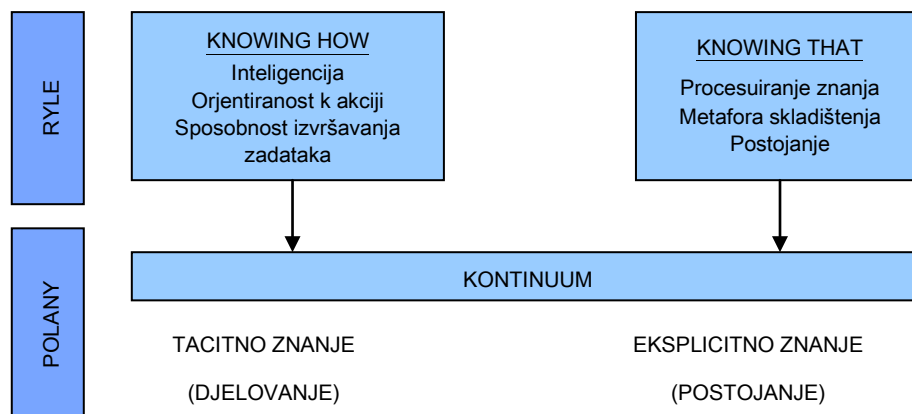 RYLE
KNOWING HOW
Inteligencija
Orjentiranost k akciji
Sposobnost izvršavanja
zadataka
KNOWING THAT
Procesuiranje znanja
Metafora skladištenja
Postojanje
POLANY
KONTINUUM
TACITNO ZNANJE
(DJELOVANJE)
EKSPLICITNO ZNANJE
(POSTOJANJE)